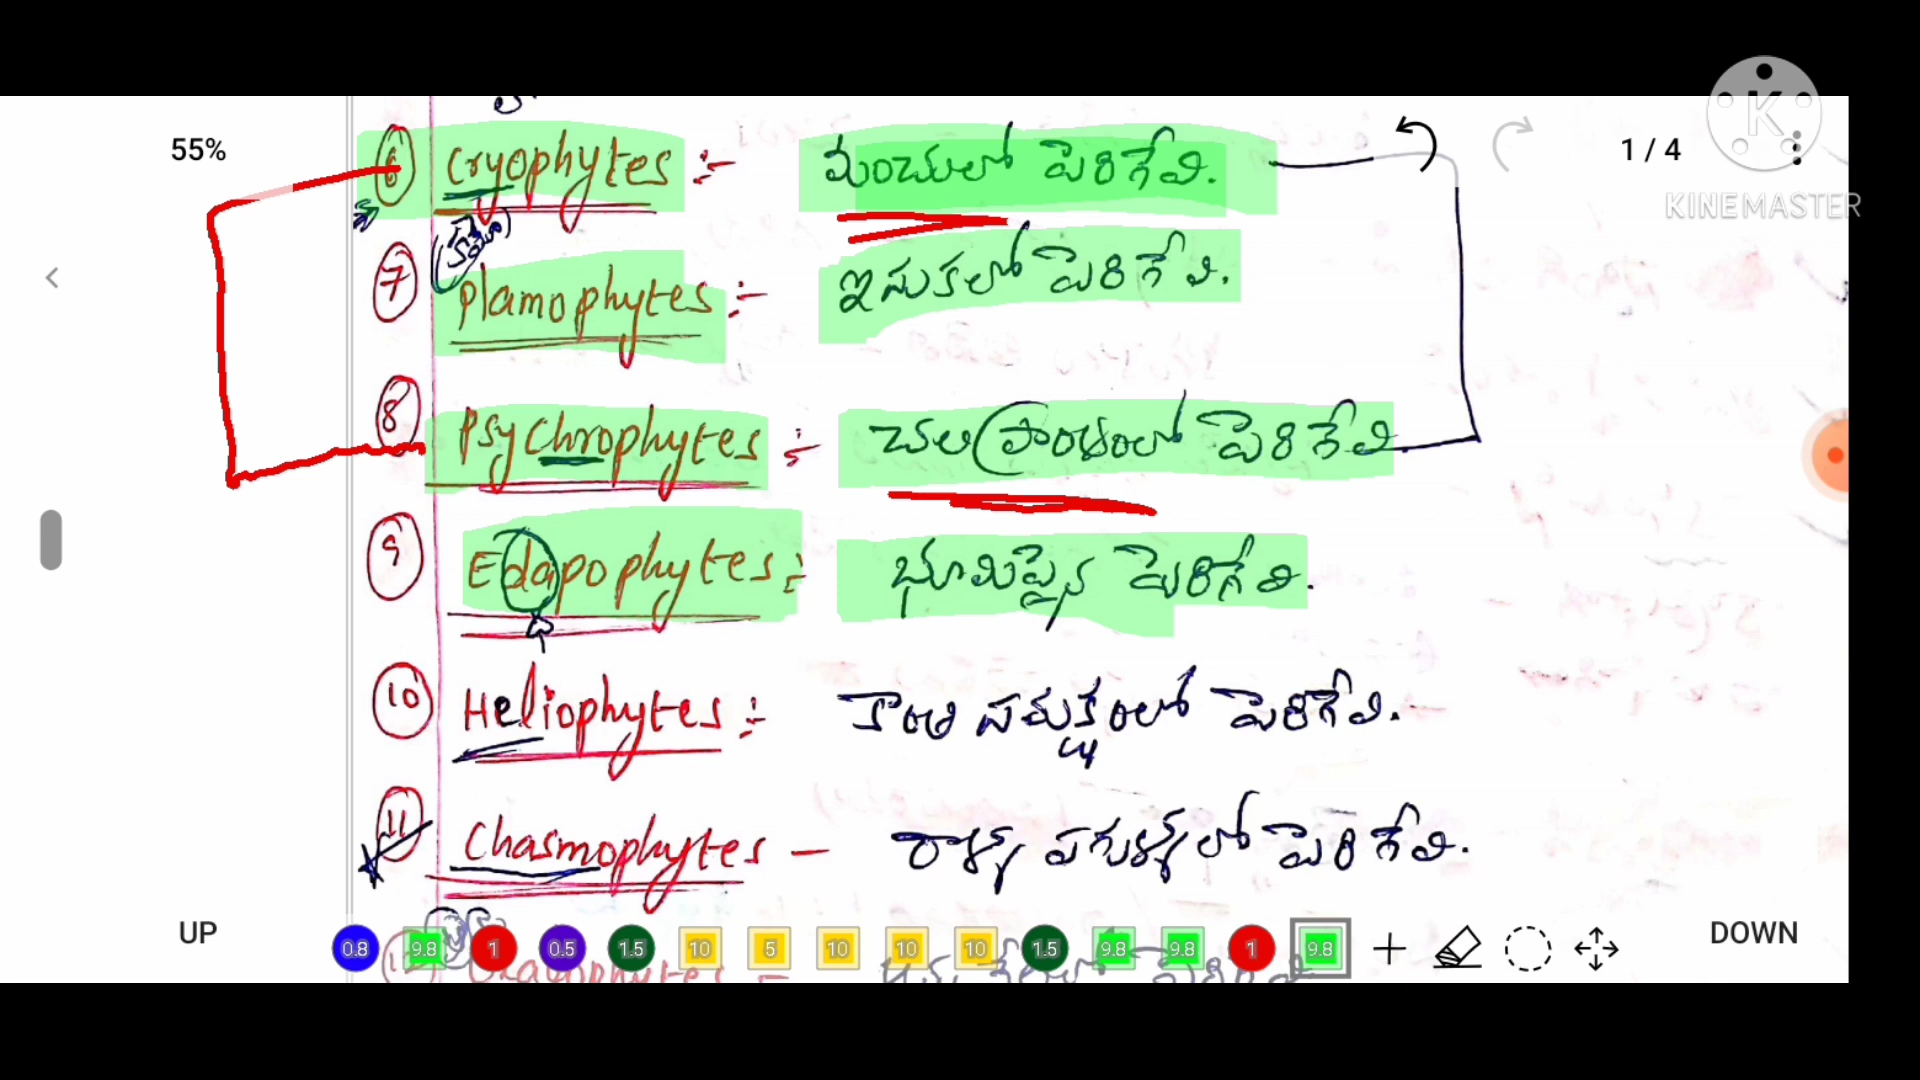 55%
1 / 4
KINEMASTER
K
6 Cryophytes :- మంచులో పెరిగేవి.
7 plamophytes :- ఇసుకలో పెరిగేవి.
8 Psychrophytes :- చలి ప్రాంతంలో పెరిగేవి
9 Edapophytes :- భూమిపైన పెరిగేవి.
10 Heliophytes :- కాంతి సమక్షంలో పెరిగేవి.
11 Chasmophytes - రాళ్ళ పగుళ్ళలో పెరిగేవి.
UP
DOWN
0.8 9.8 1 0.5 1.5 10 5 10 10 10 1.5 9.8 9.8 1 9.8